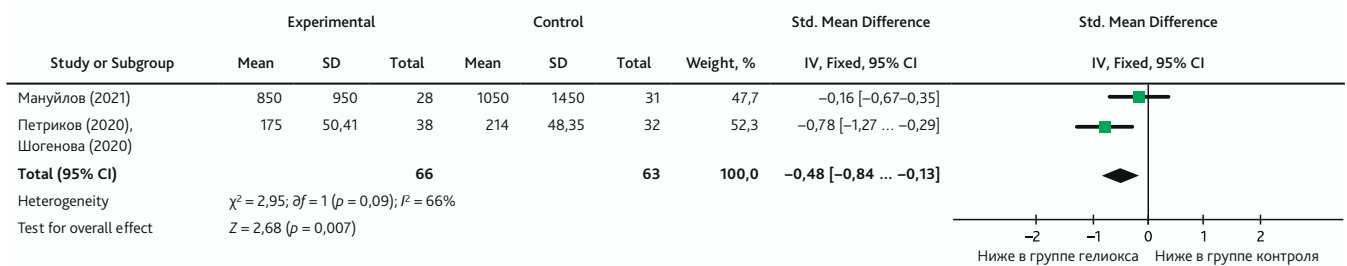 Experimental Control Std. Mean Difference Std. Mean Difference
Study or Subgroup Mean SD Total Mean SD Total Weight, % IV, Fixed, 95% CI IV, Fixed, 95% CI
Мануйлов (2021) 850 950 28 1050 1450 31 47,7 –0,16 [–0,67–0,35]
Петриков (2020), 175 50,41 38 214 48,35 32 52,3 –0,78 [–1,27 ... –0,29]
Шогенова (2020)
Total (95% CI) 66 63 100,0 –0,48 [–0,84 ... –0,13]
Heterogeneity χ² = 2,95; ∂f = 1 (p = 0,09); I² = 66%
Test for overall effect Z = 2,68 (p = 0,007)
–2 –1 0 1 2
Ниже в группе гелиокса Ниже в группе контроля